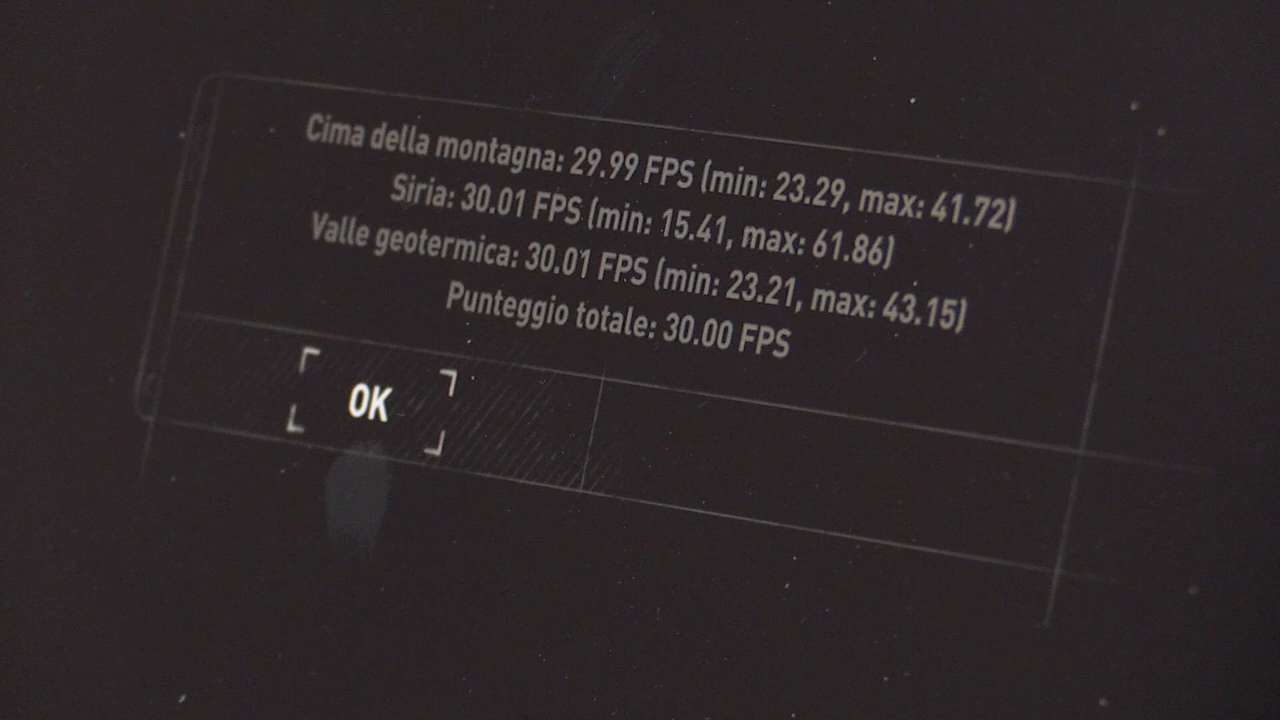 Cima della montagna: 29.99 FPS (min: 23.29, max: 41.72)
Siria: 30.01 FPS (min: 15.41, max: 61.86)
Valle geotermica: 30.01 FPS (min: 23.21, max: 43.15)
Punteggio totale: 30.00 FPS
OK